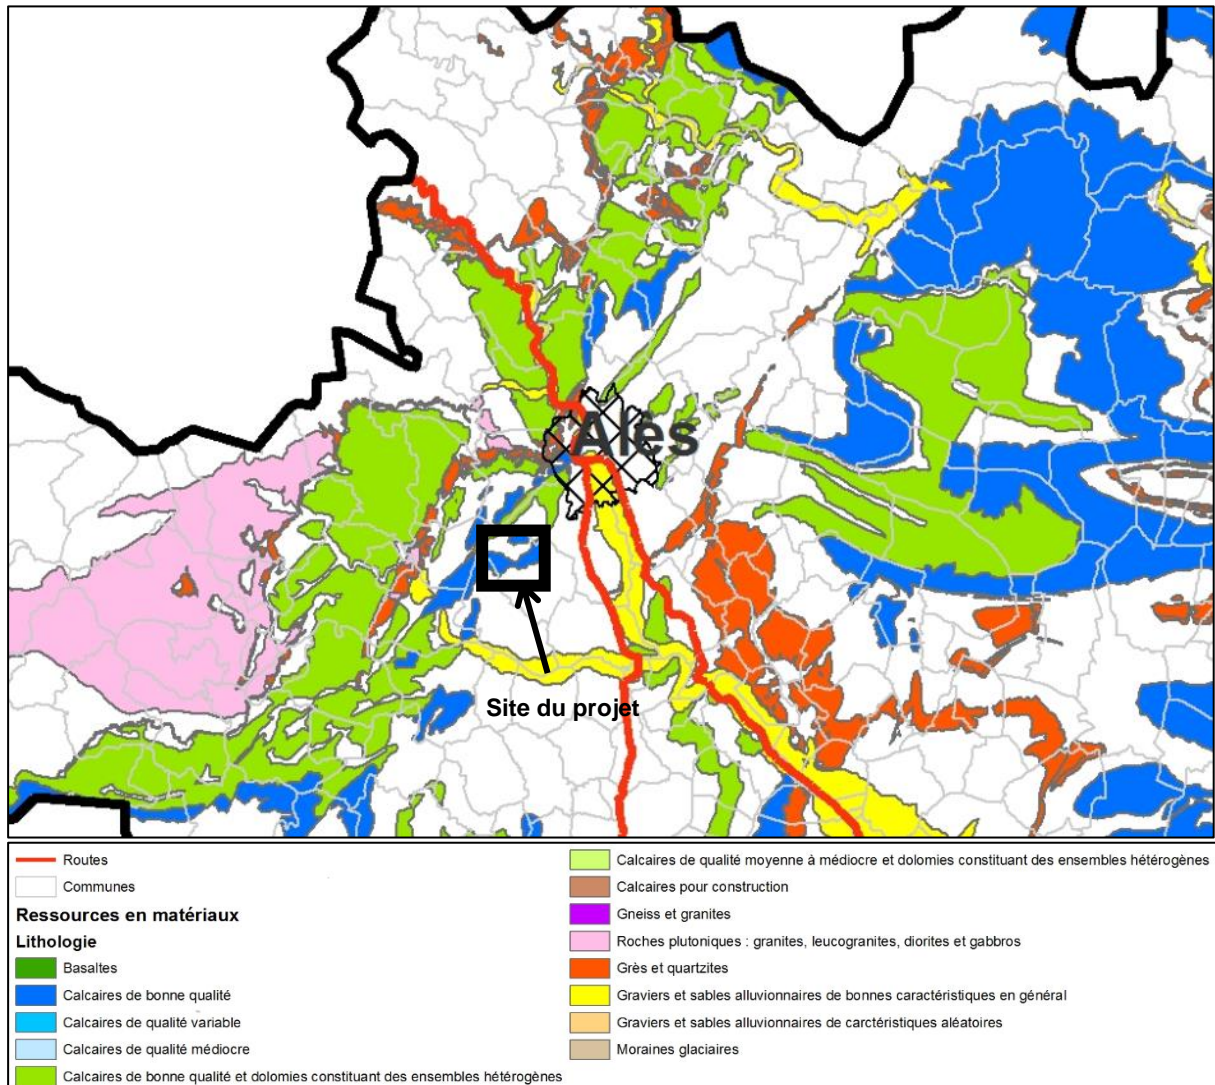 Alès
Site du projet
Routes
Communes
Ressources en matériaux
Lithologie
Basaltes
Calcaires de bonne qualité
Calcaires de qualité variable
Calcaires de qualité médiocre
Calcaires de bonne qualité et dolomies constituant des ensembles hétérogènes
Calcaires de qualité moyenne à médiocre et dolomies constituant des ensembles hétérogènes
Calcaires pour construction
Gneiss et granites
Roches plutoniques : granites, leucogranites, diorites et gabbros
Grès et quartzites
Graviers et sables alluvionnaires de bonnes caractéristiques en général
Graviers et sables alluvionnaires de carctéristiques aléatoires
Moraines glaciaires